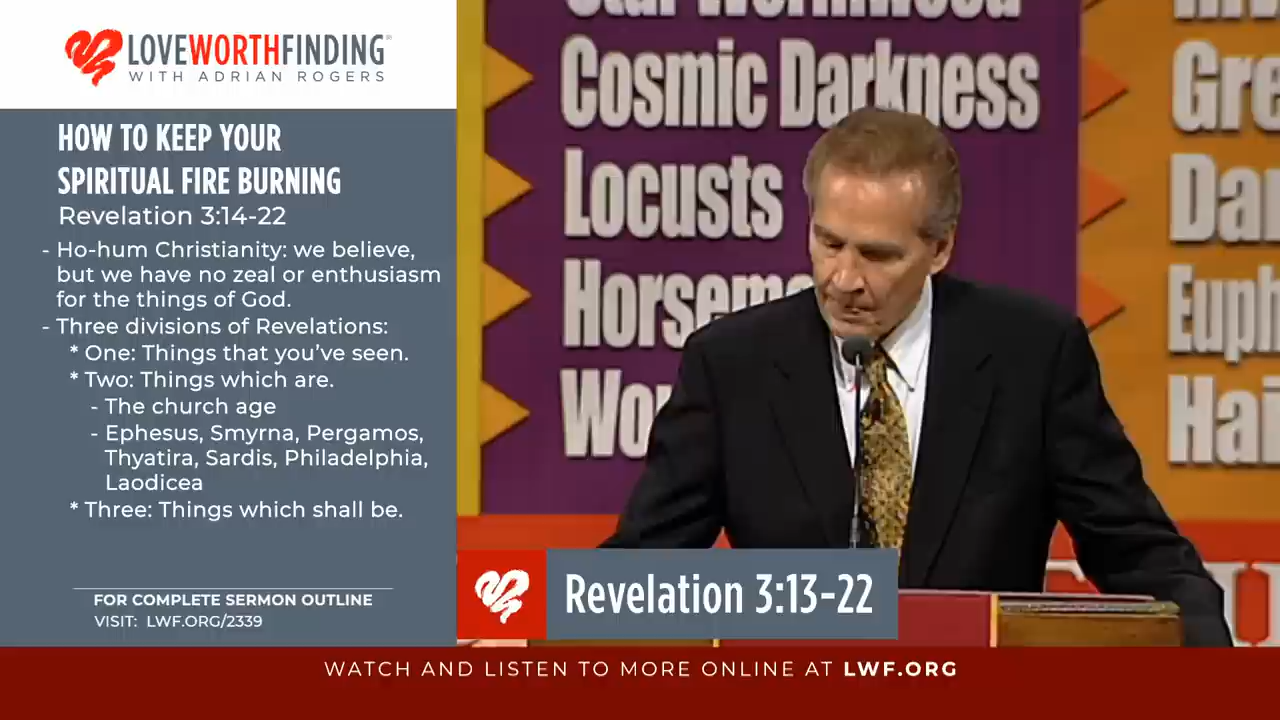 LOVEWORTHFINDING
WITH ADRIAN ROGERS
HOW TO KEEP YOUR
SPIRITUAL FIRE BURNING
Revelation 3:14-22
- Ho-hum Christianity: we believe,
but we have no zeal or enthusiasm
for the things of God.
- Three divisions of Revelations:
* One: Things that you’ve seen.
* Two: Things which are.
- The church age
- Ephesus, Smyrna, Pergamos,
Thyatira, Sardis, Philadelphia,
Laodicea
* Three: Things which shall be.
FOR COMPLETE SERMON OUTLINE
VISIT: LWF.ORG/2339
Cosmic Darkness
Locusts
Revelation 3:13-22
WATCH AND LISTEN TO MORE ONLINE AT LWF.ORG